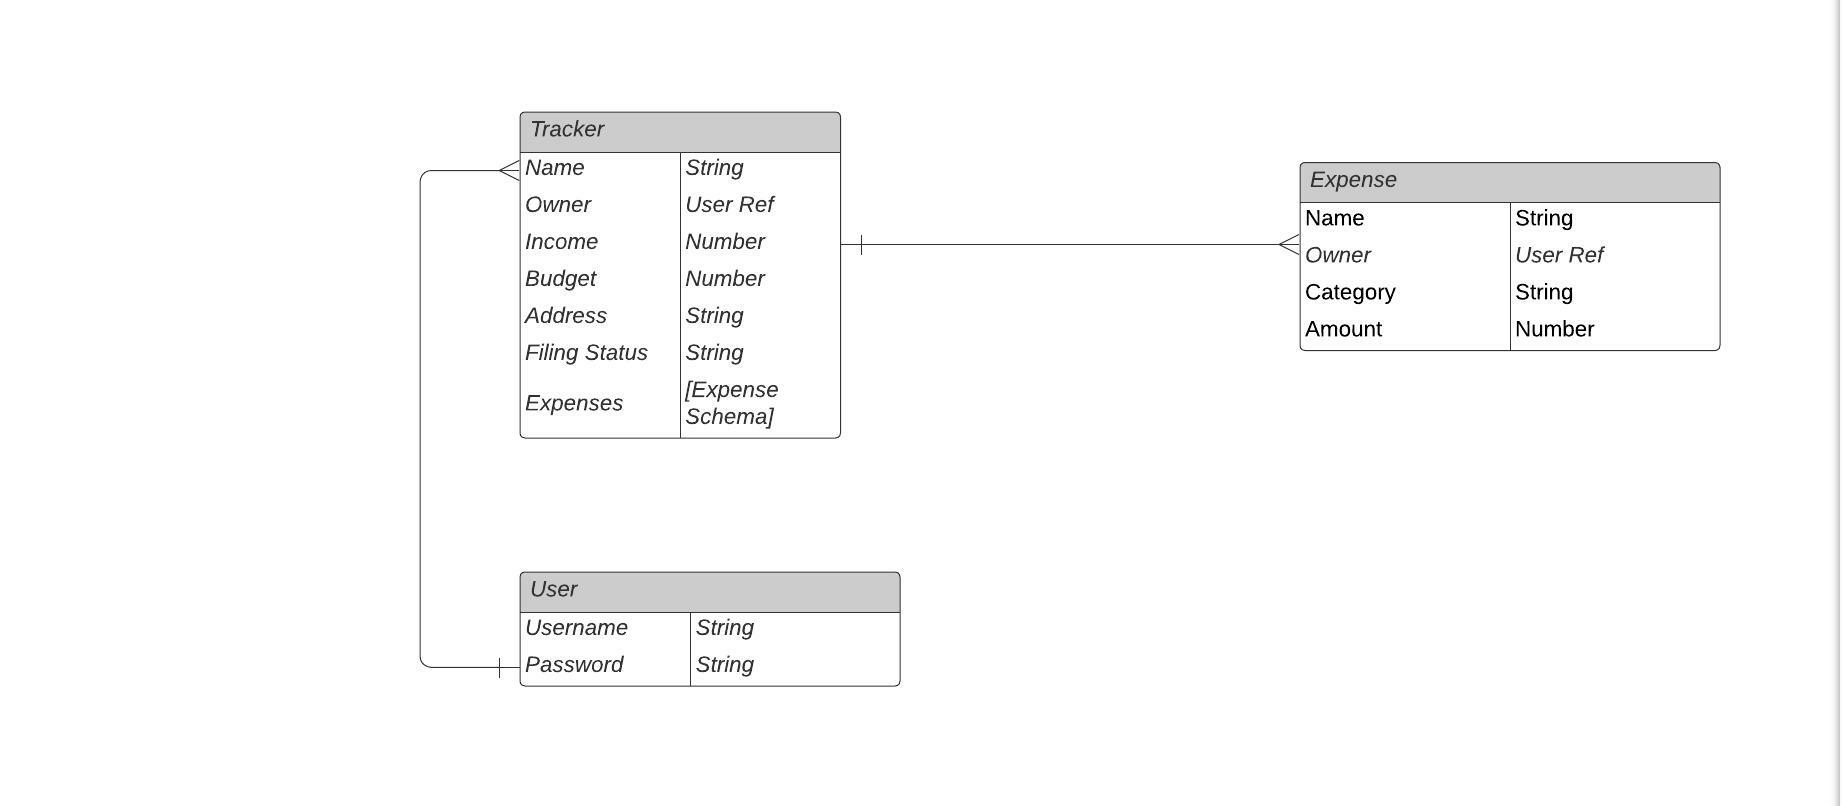 Tracker
Name String
Owner User Ref
Income Number
Budget Number
Address String
Filing Status String
Expenses [Expense
Schema]
Expense
Name String
Owner User Ref
Category String
Amount Number
User
Username String
Password String